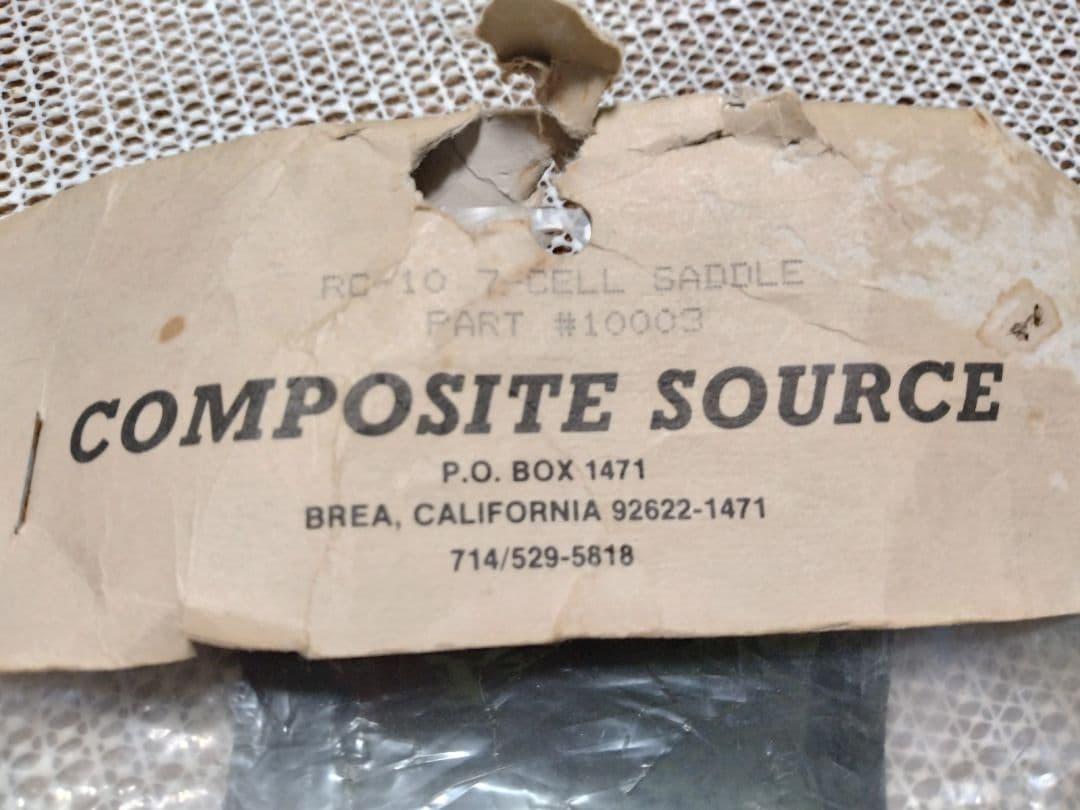 RC-10 7-CELL SADDLE
PART #10003
COMPOSITE SOURCE
P.O. BOX 1471
BREA, CALIFORNIA 92622-1471
714/529-5818